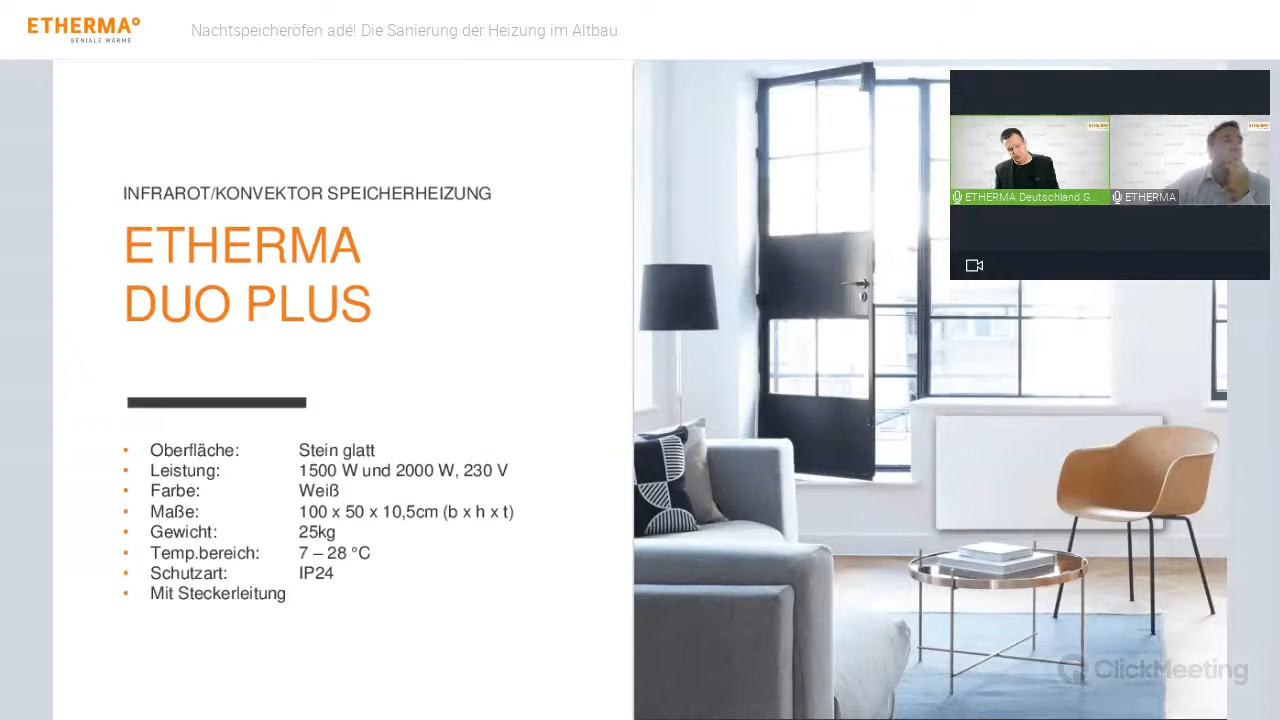 ETHERMA°
GENIALE WÄRME
Nachtspeicheröfen adé! Die Sanierung der Heizung im Altbau.
INFRAROT/KONVEKTOR SPEICHERHEIZUNG
ETHERMA
DUO PLUS
• Oberfläche: Stein glatt
• Leistung: 1500 W und 2000 W, 230 V
• Farbe: Weiß
• Maße: 100 x 50 x 10,5cm (b x h x t)
• Gewicht: 25kg
• Temp.bereich: 7 – 28 °C
• Schutzart: IP24
• Mit Steckerleitung
ETHERMA
ETHERMA
ETHERMA Deutschland G...
ETHERMA
ClickMeeting